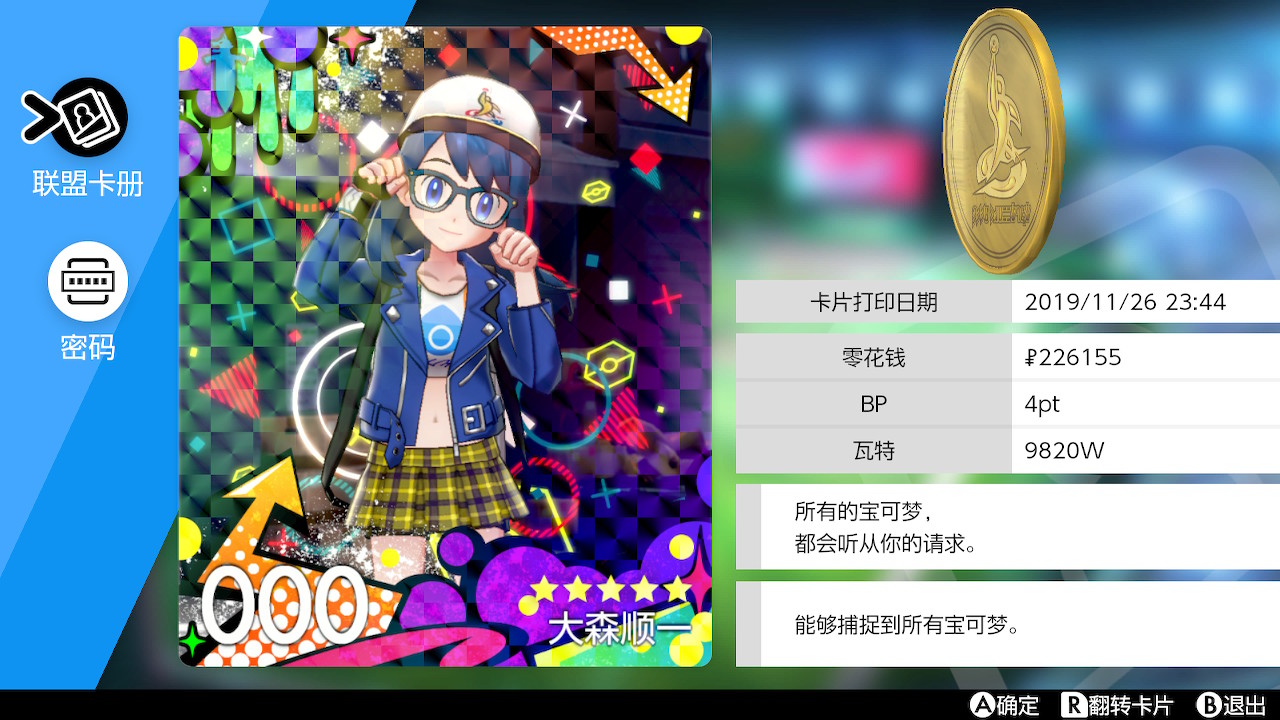 联盟卡册
密码
000
大森顺一
卡片打印日期 2019/11/26 23:44
零花钱 ₽226155
BP 4pt
瓦特 9820W
所有的宝可梦，
都会听从你的请求。
能够捕捉到所有宝可梦。
A确定 R翻转卡片 B退出